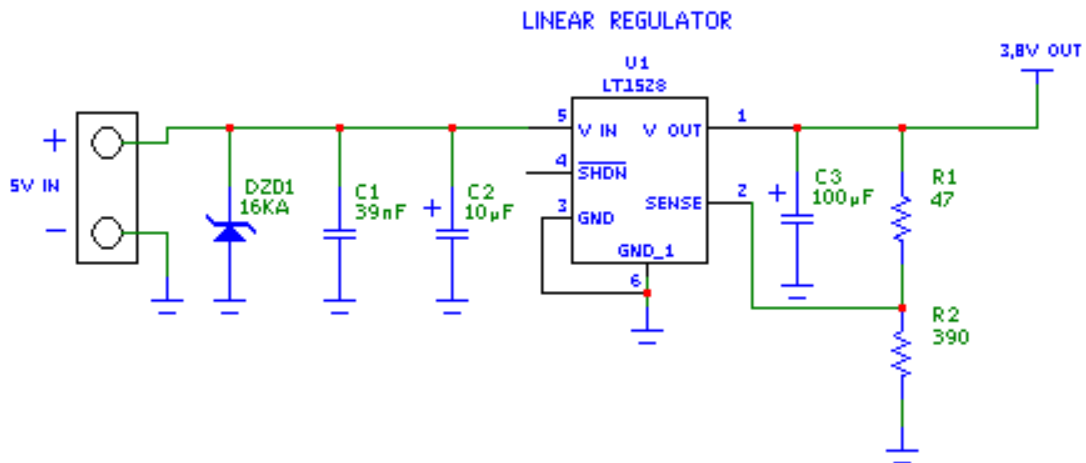 LINEAR REGULATOR
3,8V OUT
U1
LT1528
+
5V IN
-
DZD1
16KA
C1
39nF
+
C2
10µF
5
V IN
V OUT
1
4
SHDN
3
GND
SENSE
2
GND_1
6
+
C3
100µF
R1
47
R2
390